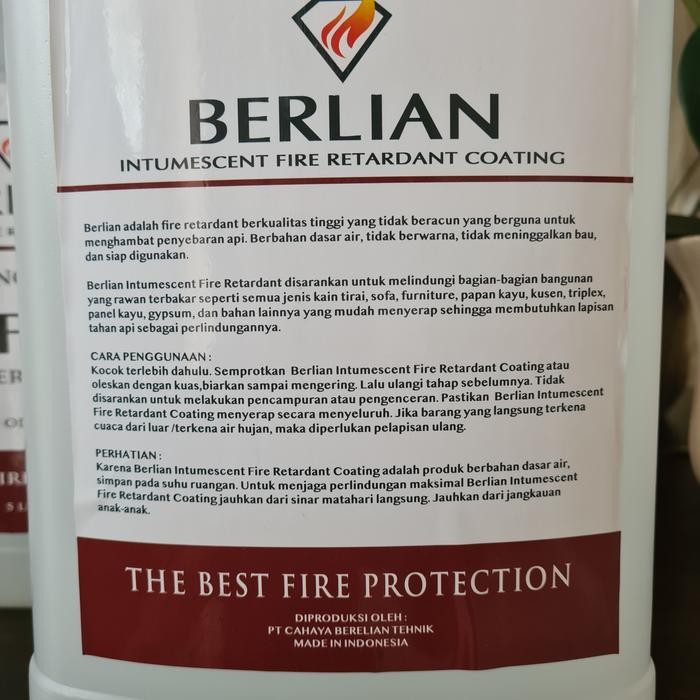 BERLIAN
INTUMESCENT FIRE RETARDANT COATING
Berlian adalah fire retardant berkualitas tinggi yang tidak beracun yang berguna untuk
menghambat penyebaran api. Berbahan dasar air, tidak berwarna, tidak meninggalkan bau,
dan siap digunakan.
Berlian Intumescent Fire Retardant disarankan untuk melindungi bagian-bagian bangunan
yang rawan terbakar seperti semua jenis kain tirai, sofa, furniture, papan kayu, kusen, triplex,
panel kayu, gypsum, dan bahan lainnya yang mudah menyerap sehingga membutuhkan lapisan
tahan api sebagai perlindungannya.
CARA PENGGUNAAN :
Kocok terlebih dahulu. Semprotkan Berlian Intumescent Fire Retardant Coating atau
oleskan dengan kuas,biarkan sampai mengering. Lalu ulangi tahap sebelumnya. Tidak
disarankan untuk melakukan pencampuran atau pengenceran. Pastikan Berlian Intumescent
Fire Retardant Coating menyerap secara menyeluruh. Jika barang yang langsung terkena
cuaca dari luar /terkena air hujan, maka diperlukan pelapisan ulang.
PERHATIAN :
Karena Berlian Intumescent Fire Retardant Coating adalah produk berbahan dasar air,
simpan pada suhu ruangan. Untuk menjaga perlindungan maksimal Berlian Intumescent
Fire Retardant Coating jauhkan dari sinar matahari langsung. Jauhkan dari jangkauan
anak-anak.
THE BEST FIRE PROTECTION
DIPRODUKSI OLEH :
PT CAHAYA BERELIAN TEHNIK
MADE IN INDONESIA